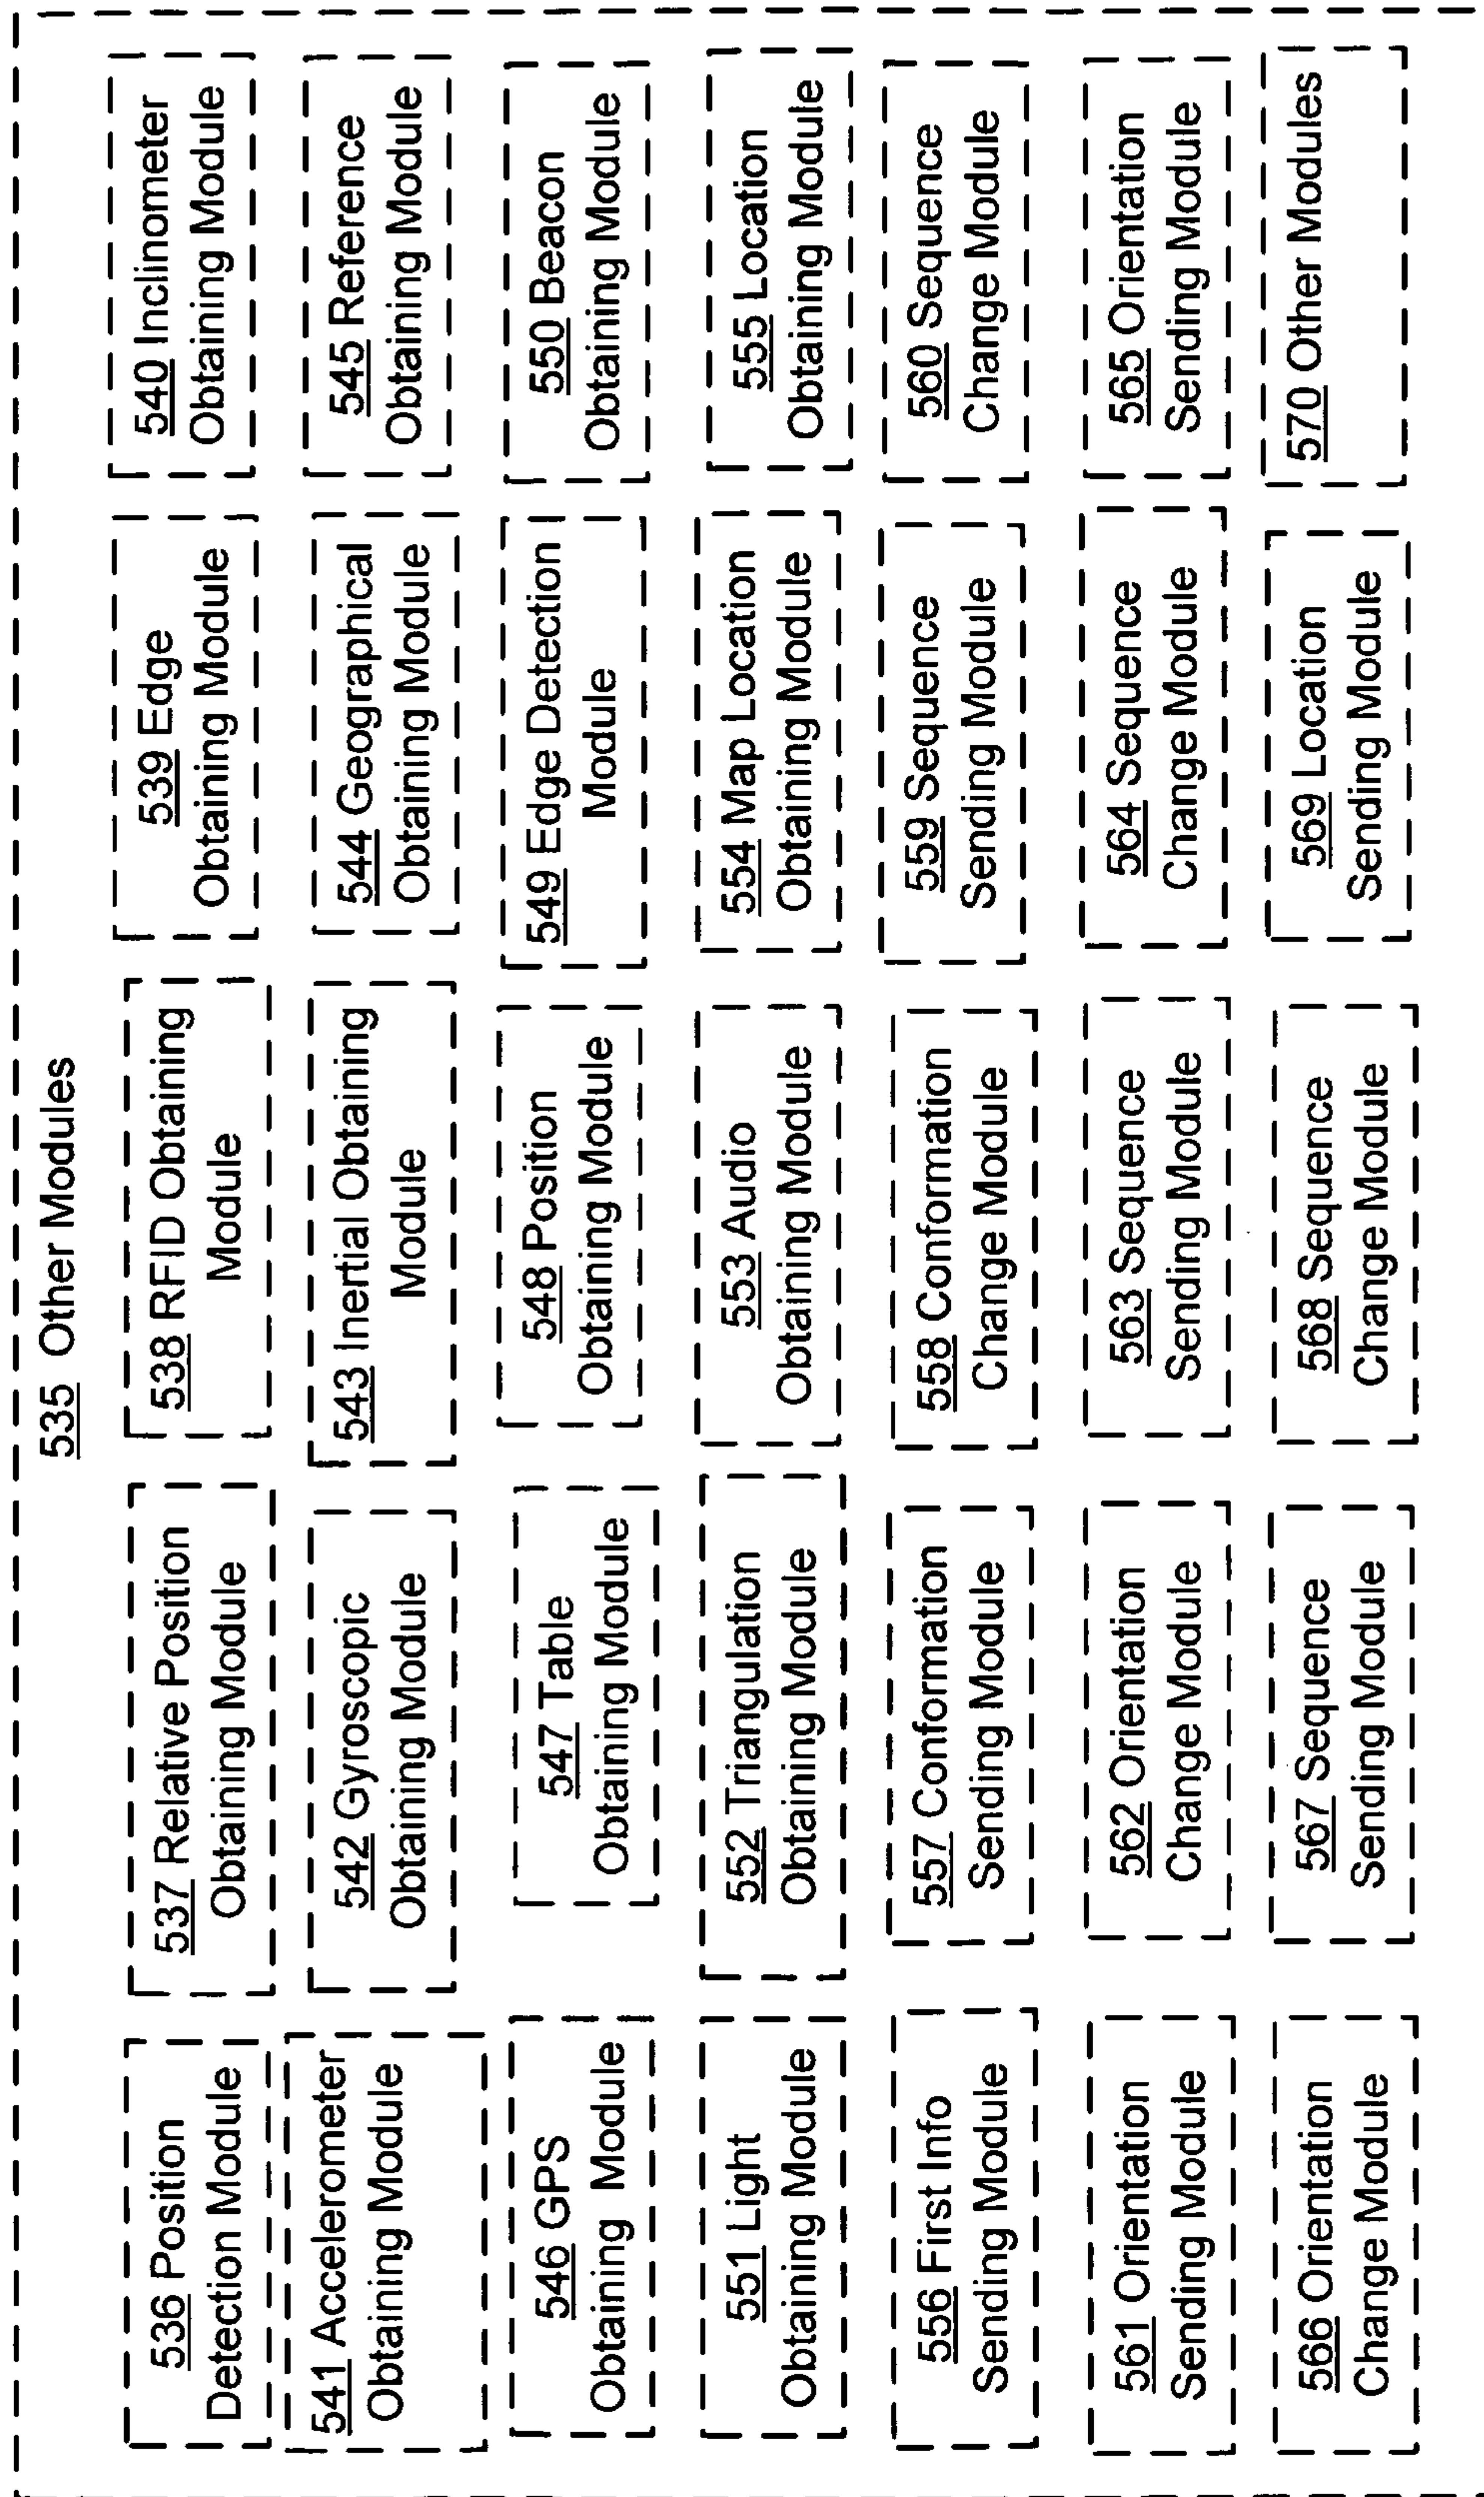 535 Other Modules
536 Position
Detection Module
537 Relative Position
Obtaining Module
538 RFID Obtaining
Module
539 Edge
Obtaining Module
540 Inclinometer
Obtaining Module
541 Accelerometer
Obtaining Module
542 Gyroscopic
Obtaining Module
543 Inertial Obtaining
Module
544 Geographical
Obtaining Module
545 Reference
Obtaining Module
546 GPS
Obtaining Module
547 Table
Obtaining Module
548 Position
Obtaining Module
549 Edge Detection
Module
550 Beacon
Obtaining Module
551 Light
Obtaining Module
552 Triangulation
Obtaining Module
553 Audio
Obtaining Module
554 Map Location
Obtaining Module
555 Location
Obtaining Module
556 First Info
Sending Module
557 Conformation
Sending Module
558 Conformation
Change Module
559 Sequence
Sending Module
560 Sequence
Change Module
561 Orientation
Sending Module
562 Orientation
Change Module
563 Sequence
Sending Module
564 Sequence
Change Module
565 Orientation
Sending Module
566 Orientation
Change Module
567 Sequence
Sending Module
568 Sequence
Change Module
569 Location
Sending Module
570 Other Modules